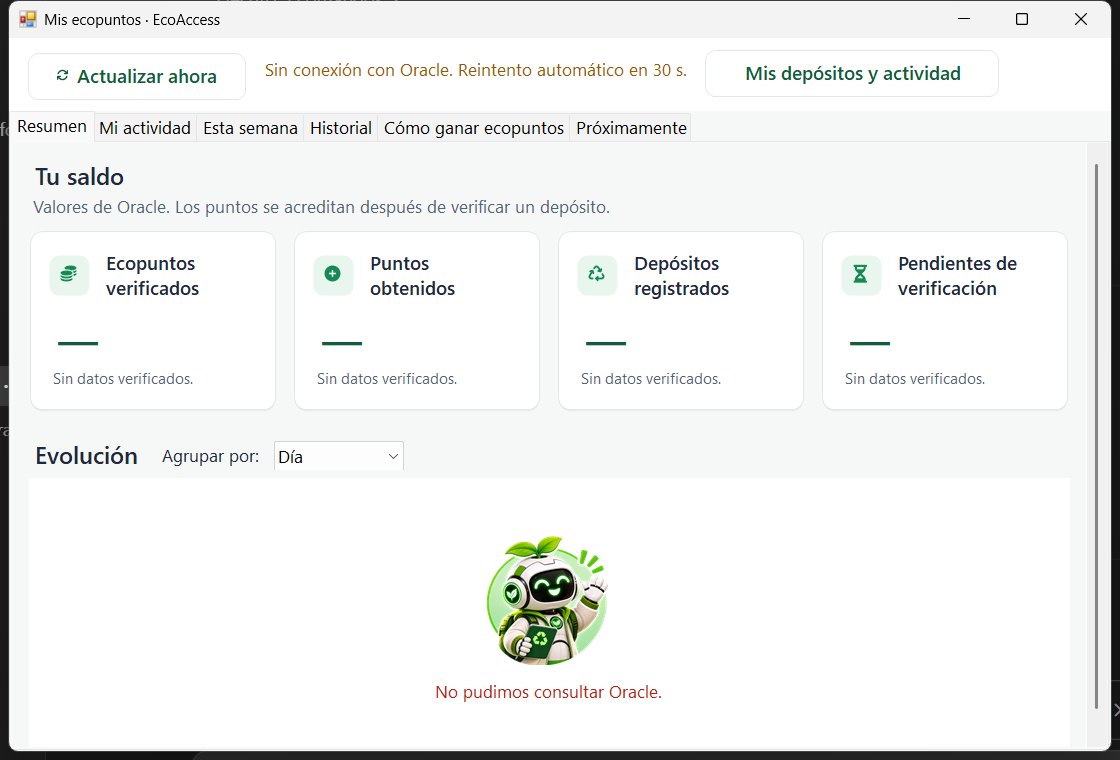 Mis ecopuntos · EcoAccess
Actualizar ahora
Sin conexión con Oracle. Reintento automático en 30 s.
Mis depósitos y actividad
Resumen
Mi actividad
Esta semana
Historial
Cómo ganar ecopuntos
Próximamente
Tu saldo
Valores de Oracle. Los puntos se acreditan después de verificar un depósito.
Ecopuntos
verificados
—
Sin datos verificados.
Puntos
obtenidos
—
Sin datos verificados.
Depósitos
registrados
—
Sin datos verificados.
Pendientes de
verificación
—
Sin datos verificados.
Evolución
Agrupar por:
Día
No pudimos consultar Oracle.